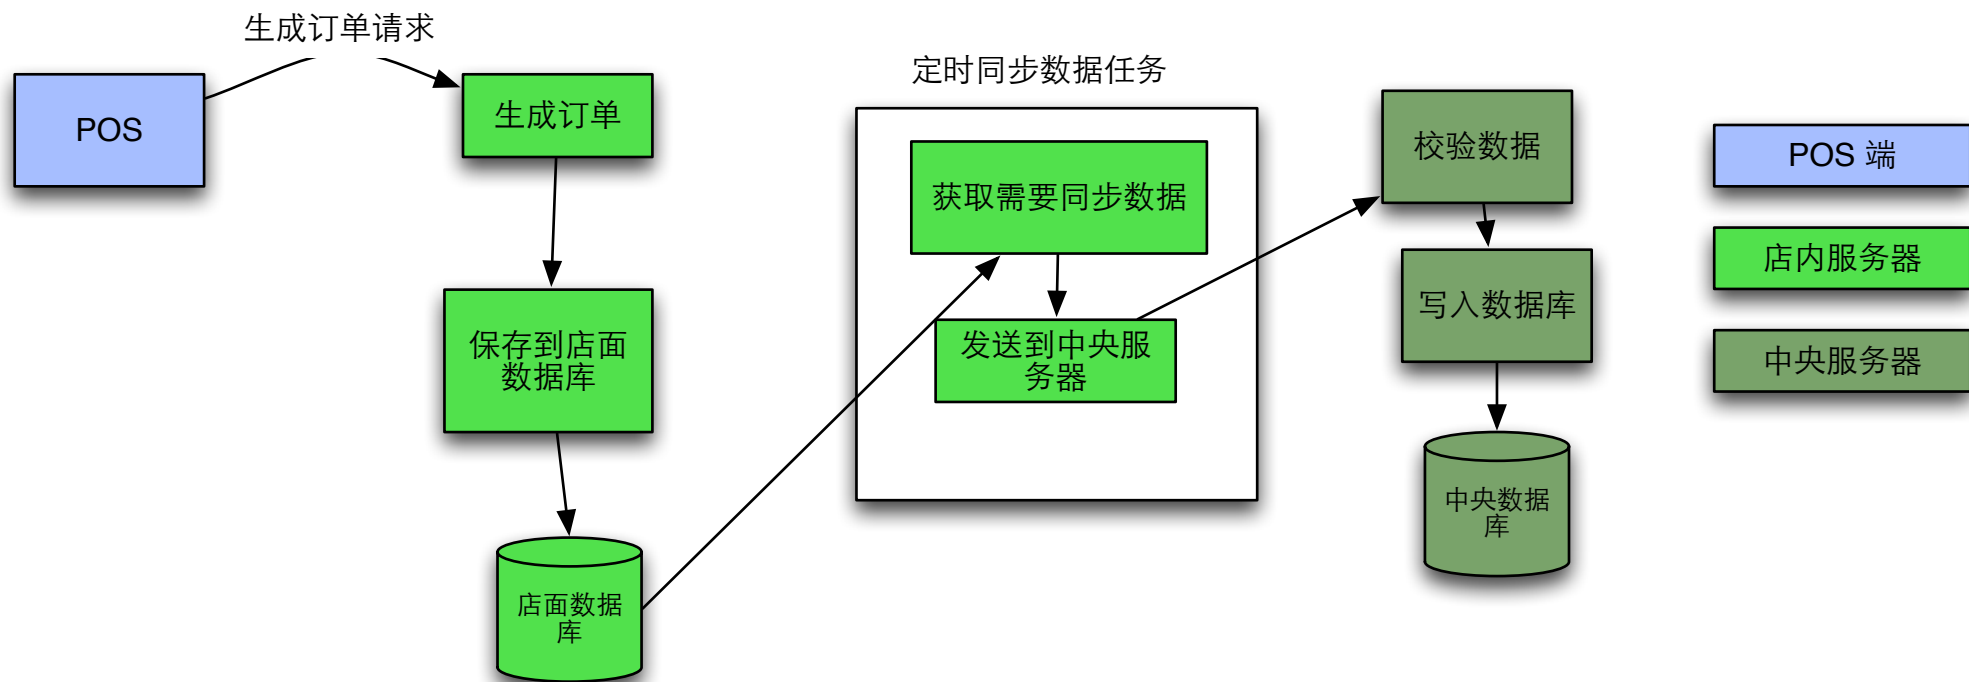 生成订单请求
POS
生成订单
保存到店面
数据库
店面数据
库
定时同步数据任务
获取需要同步数据
发送到中央服
务器
校验数据
写入数据库
中央数据
库
POS 端
店内服务器
中央服务器